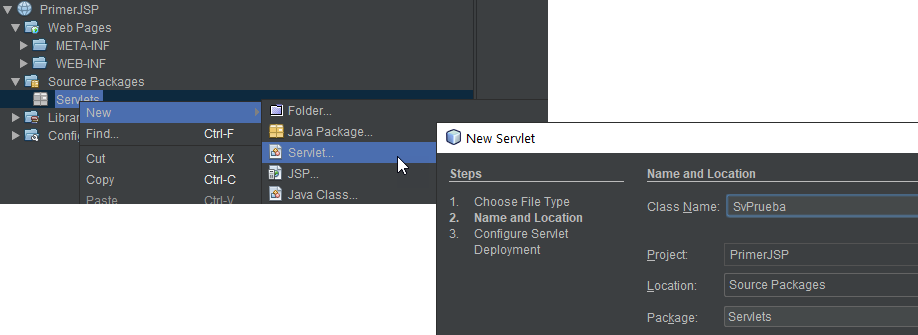 PrimerJSP
Web Pages
META-INF
WEB-INF
Source Packages
Servlets
New
Folder...
Librar
Java Package...
Config
Find...
Ctrl-F
Servlet...
Cut
Ctrl-X
JSP...
Copy
Ctrl-C
Java Class...
Paste
Ctrl-V
New Servlet
Steps
Name and Location
1. Choose File Type
Class Name: SvPrueba
2. Name and Location
3. Configure Servlet
Deployment
Project: PrimerJSP
Location: Source Packages
Package: Servlets